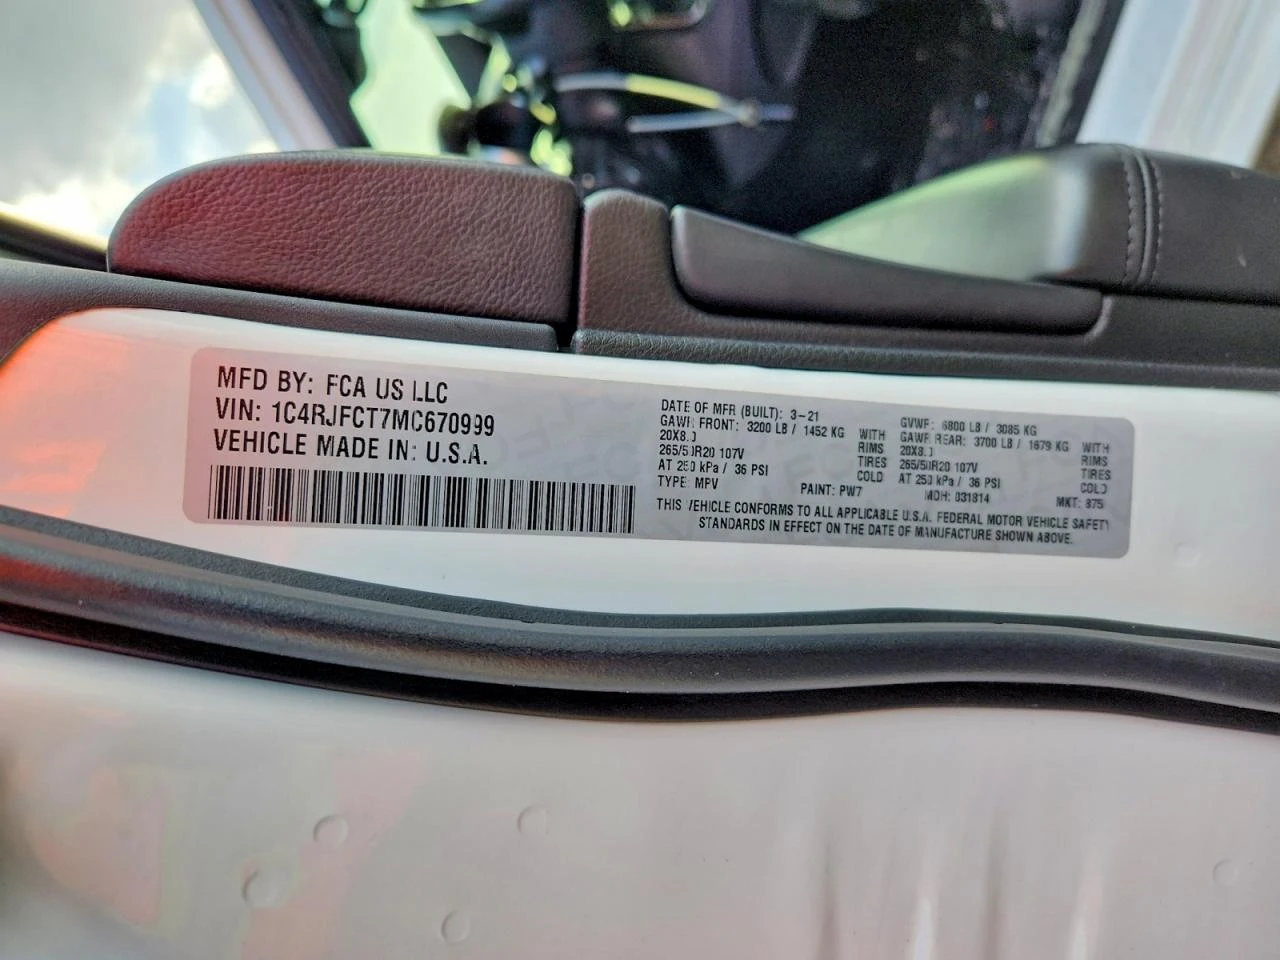 MFD BY: FCA US LLC
VIN: 1C4RJFCT7MC670999
VEHICLE MADE IN: U.S.A.
DATE OF MFR (BUILT): 3-21
GAWR FRONT: 3200 LB / 1452 KG WITH
20X8.0 RIMS
265/50R20 107V TIRES
AT 250 kPa / 36 PSI COLD
TYPE: MPV PAINT: PW7
GVWR: 6800 LB / 3085 KG
GAWR REAR: 3700 LB / 1679 KG WITH
20X8.0 RIMS
265/50R20 107V TIRES
AT 250 kPa / 36 PSI COLD
MDH: 031814 MKT: 875
THIS VEHICLE CONFORMS TO ALL APPLICABLE U.S.A. FEDERAL MOTOR VEHICLE SAFETY
STANDARDS IN EFFECT ON THE DATE OF MANUFACTURE SHOWN ABOVE.